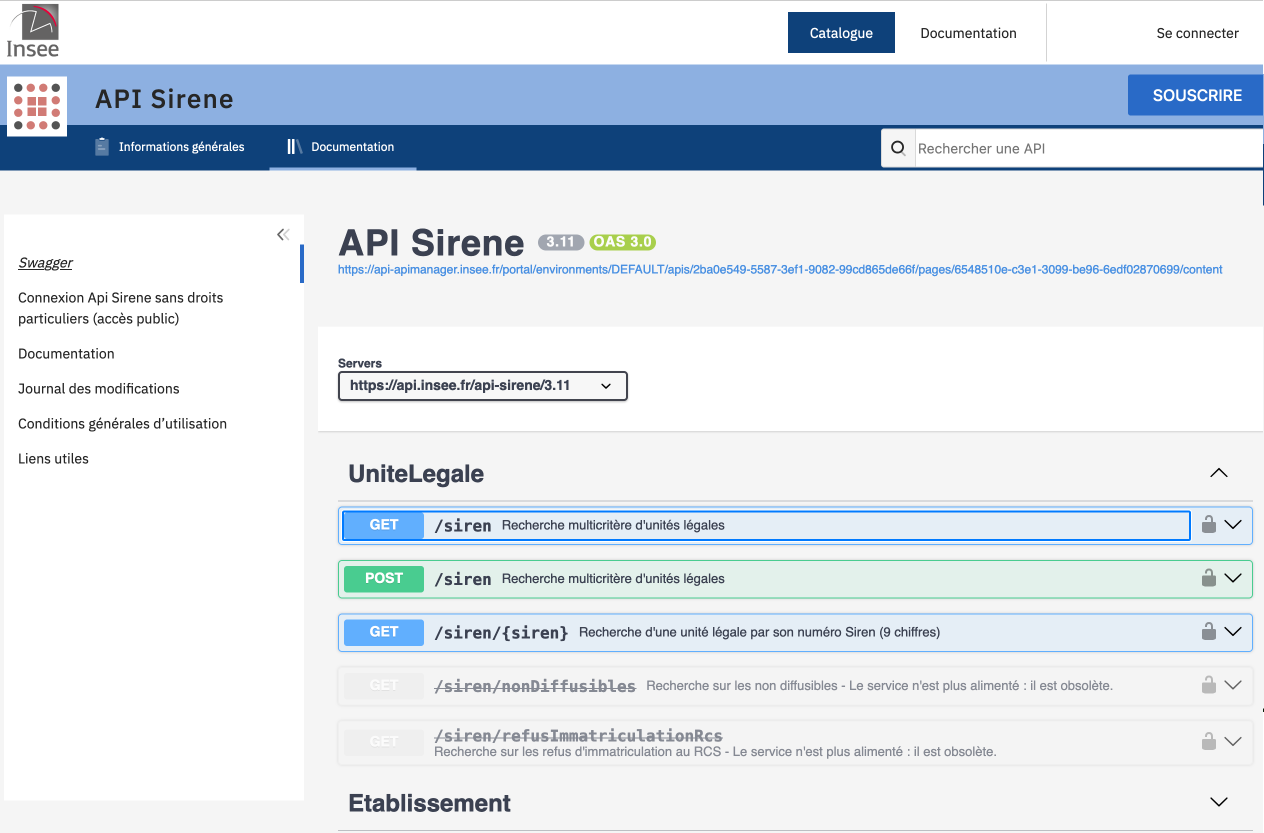 Insee
Catalogue
Documentation
Se connecter
API Sirene
SOUSCRIRE
Informations générales
Documentation
Rechercher une API
Swagger
Connexion Api Sirene sans droits
particuliers (accès public)
Documentation
Journal des modifications
Conditions générales d’utilisation
Liens utiles
API Sirene 3.11 OAS 3.0
https://api-apimanager.insee.fr/portal/environments/DEFAULT/apis/2ba0e549-5587-3ef1-9082-99cd865de66f/pages/6548510e-c3e1-3099-be96-6edf02870699/content
Servers
https://api.insee.fr/api-sirene/3.11
UniteLegale
GET /siren Recherche multicritère d'unités légales
POST /siren Recherche multicritère d'unités légales
GET /siren/{siren} Recherche d'une unité légale par son numéro Siren (9 chiffres)
GET /siren/nonDiffusibles Recherche sur les non diffusibles - Le service n'est plus alimenté : il est obsolète.
GET /siren/refusImmatriculationRcs
Recherche sur les refus d'immatriculation au RCS - Le service n'est plus alimenté : il est obsolète.
Etablissement